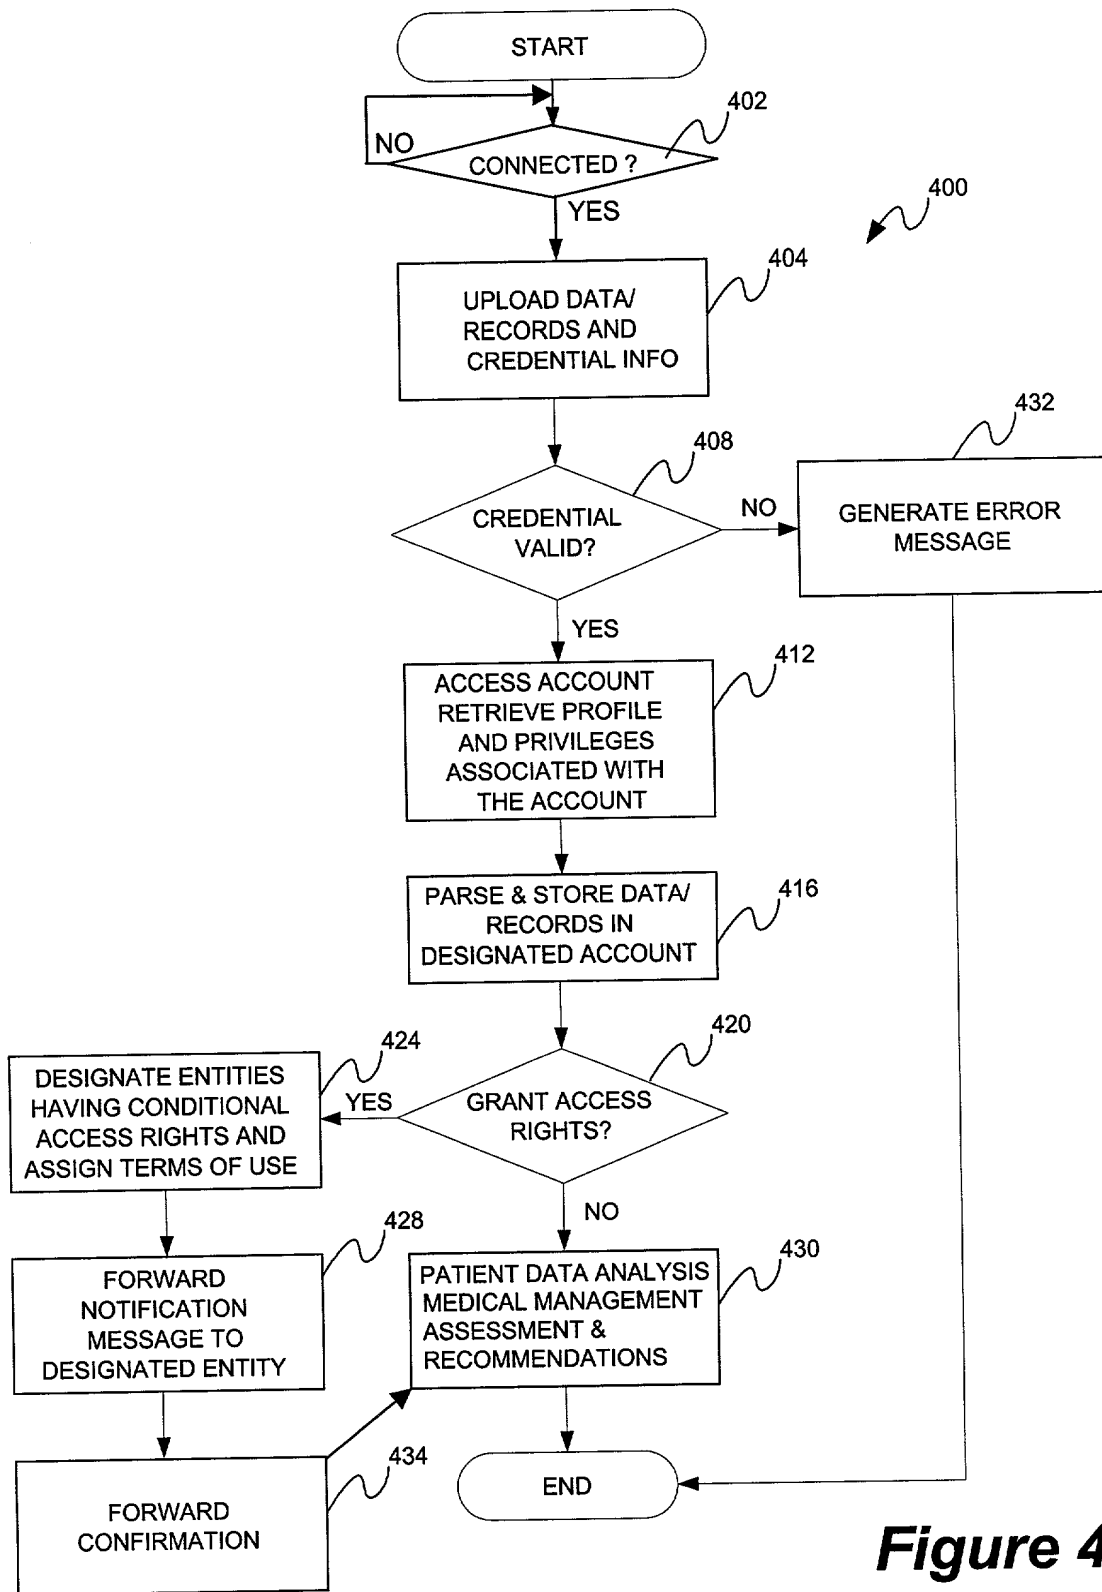 START
402
NO
CONNECTED ?
YES
400
404
UPLOAD DATA/
RECORDS AND
CREDENTIAL INFO
432
408
CREDENTIAL
VALID?
NO
GENERATE ERROR
MESSAGE
YES
412
ACCESS ACCOUNT
RETRIEVE PROFILE
AND PRIVILEGES
ASSOCIATED WITH
THE ACCOUNT
416
PARSE & STORE DATA/
RECORDS IN
DESIGNATED ACCOUNT
420
424
DESIGNATE ENTITIES
HAVING CONDITIONAL
ACCESS RIGHTS AND
ASSIGN TERMS OF USE
YES
GRANT ACCESS
RIGHTS?
NO
428
FORWARD
NOTIFICATION
MESSAGE TO
DESIGNATED ENTITY
430
PATIENT DATA ANALYSIS
MEDICAL MANAGEMENT
ASSESSMENT &
RECOMMENDATIONS
434
FORWARD
CONFIRMATION
END
Figure 4